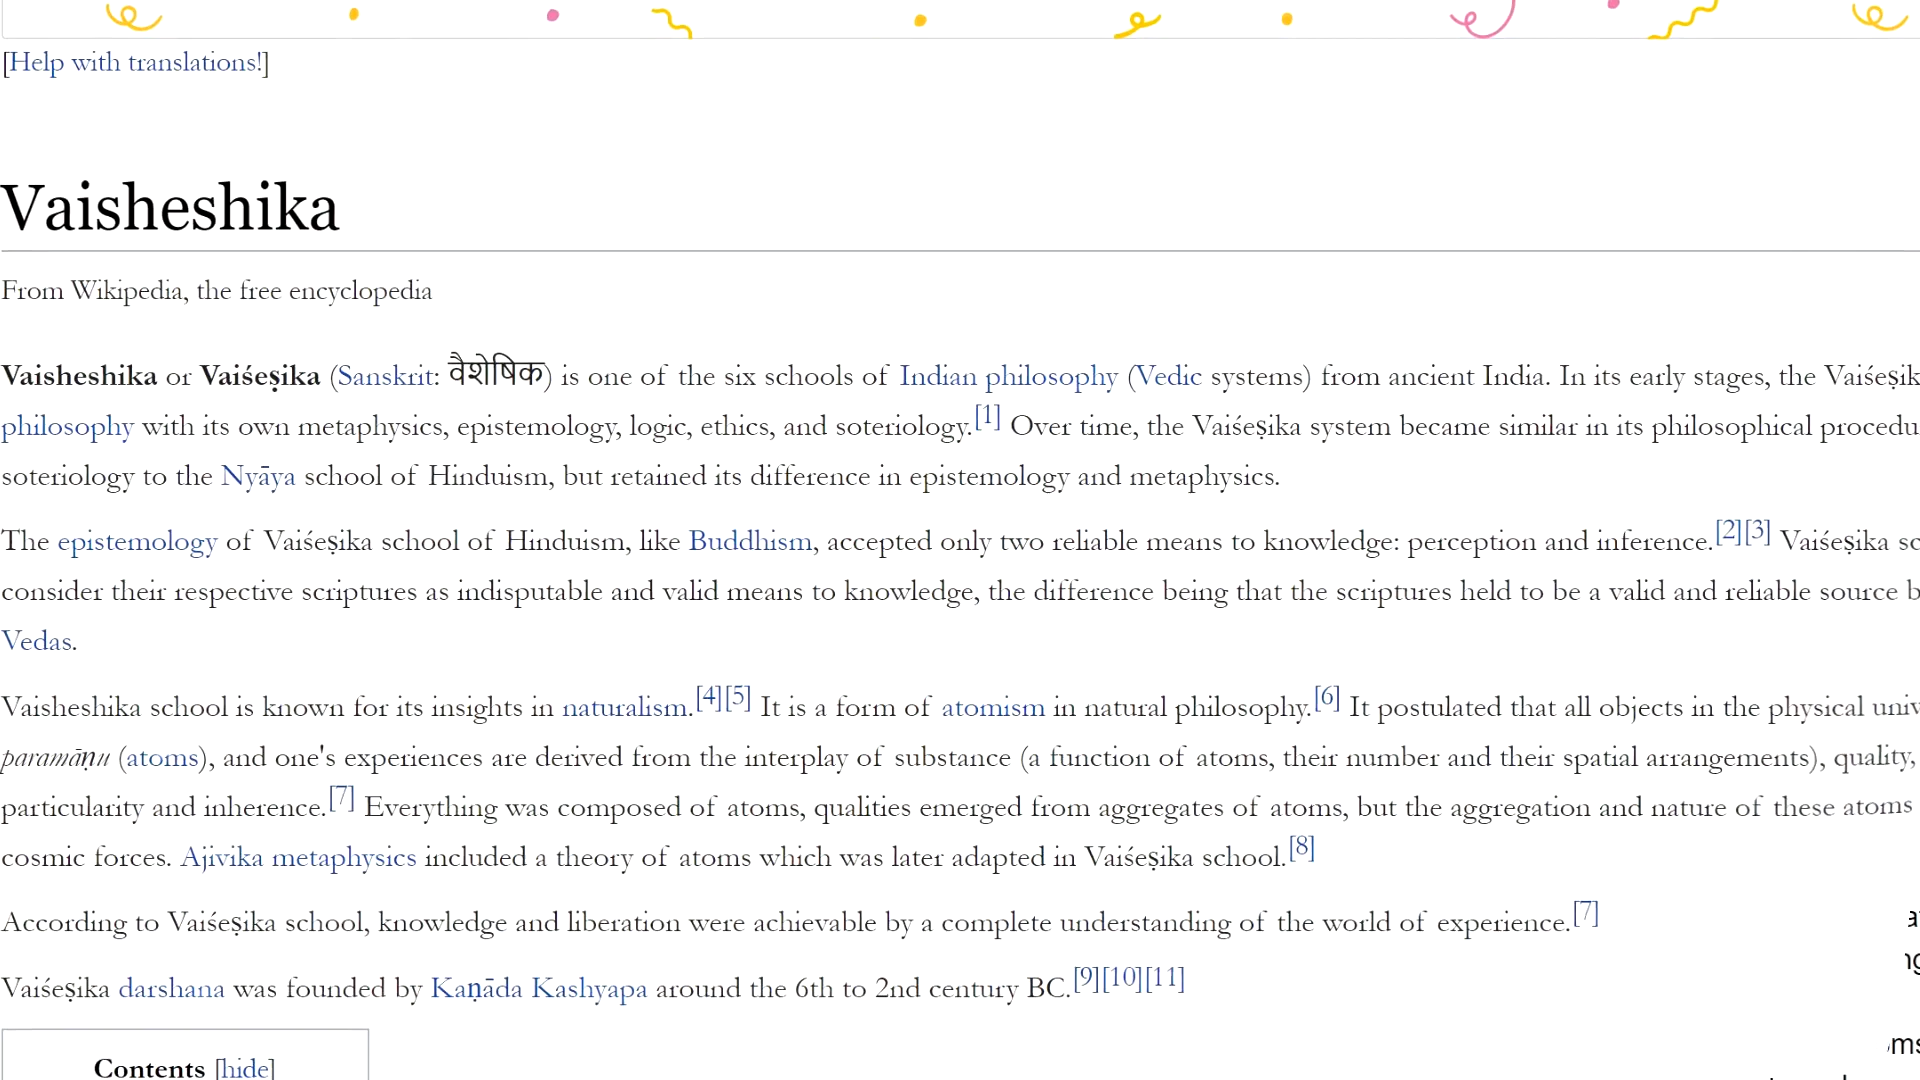 [Help with translations!]
Vaisheshika
From Wikipedia, the free encyclopedia
Vaisheshika or Vaiśeṣika (Sanskrit: वैशेषिक) is one of the six schools of Indian philosophy (Vedic systems) from ancient India. In its early stages, the
philosophy with its own metaphysics, epistemology, logic, ethics, and soteriology.[1] Over time, the Vaiśeṣika system became similar in its philosophical
soteriology to the Nyāya school of Hinduism, but retained its difference in epistemology and metaphysics.
The epistemology of Vaiśeṣika school of Hinduism, like Buddhism, accepted only two reliable means to knowledge: perception and inference.[2][3] Vaiśeṣika
consider their respective scriptures as indisputable and valid means to knowledge, the difference being that the scriptures held to be a valid and reliable source
Vedas.
Vaisheshika school is known for its insights in naturalism.[4][5] It is a form of atomism in natural philosophy.[6] It postulated that all objects in the physical
paramāṇu (atoms), and one's experiences are derived from the interplay of substance (a function of atoms, their number and their spatial arrangements), quality,
particularity and inherence.[7] Everything was composed of atoms, qualities emerged from aggregates of atoms, but the aggregation and nature of these atoms
cosmic forces. Ajivika metaphysics included a theory of atoms which was later adapted in Vaiśeṣika school.[8]
According to Vaiśeṣika school, knowledge and liberation were achievable by a complete understanding of the world of experience.[7]
Vaiśeṣika darshana was founded by Kaṇāda Kashyapa around the 6th to 2nd century BC.[9][10][11]
Contents [hide]